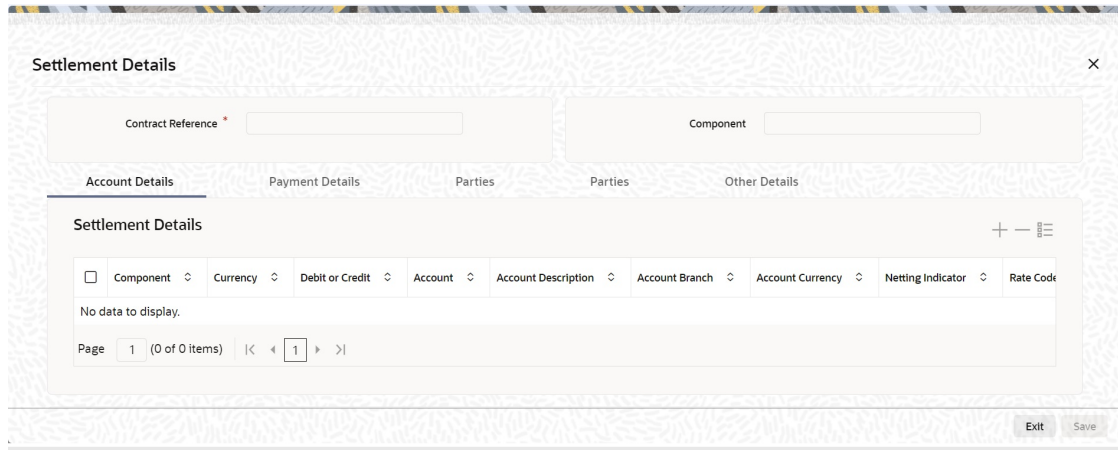 Settlement Details
Contract Reference *
Component
Account Details Payment Details Parties Parties Other Details
Settlement Details
Component Currency Debit or Credit Account Account Description Account Branch Account Currency Netting Indicator Rate Code
No data to display.
Page 1 (0 of 0 items) 1
Exit Save